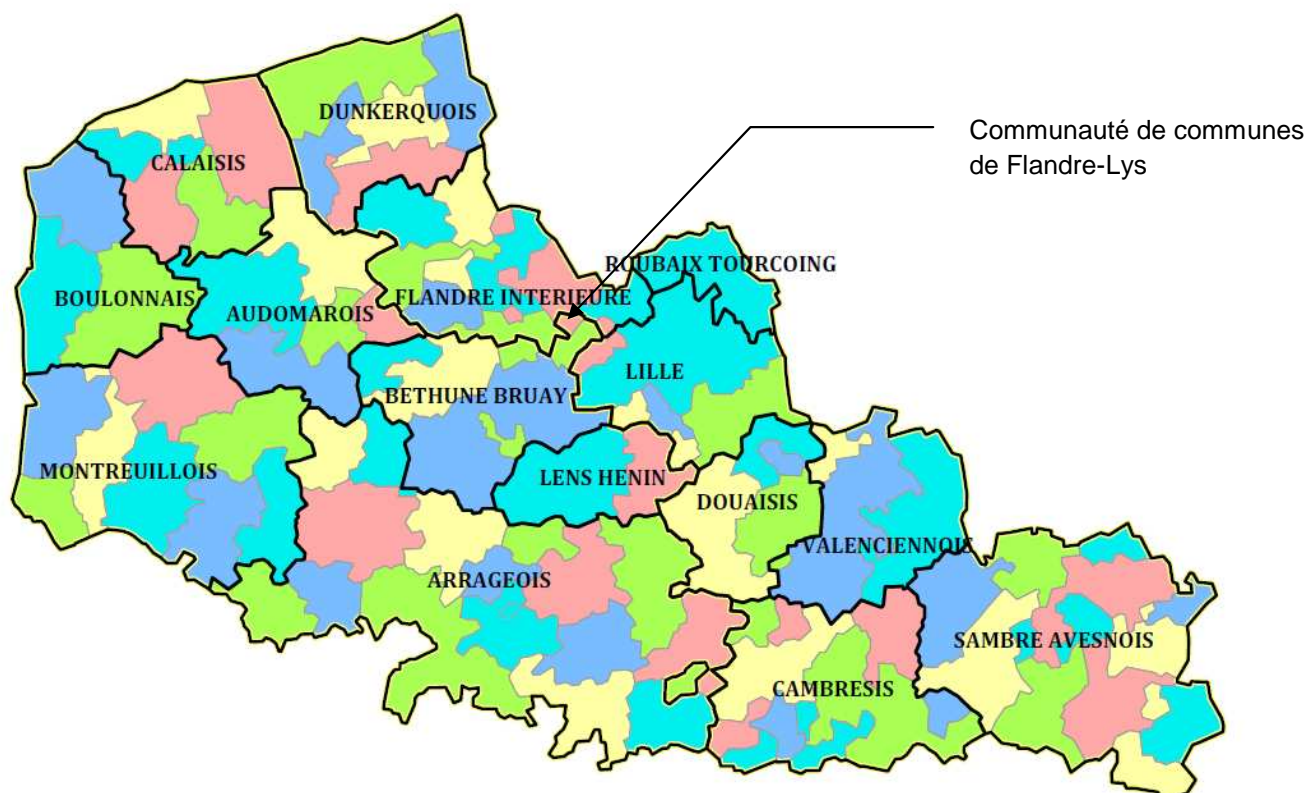 DUNKERQUOIS
Communauté de communes
de Flandre-Lys
CALAISIS
ROUBAIX TOURCOING
BOULONNAIS
FLANDRE INTERIEURE
AUDOMAROIS
LILLE
BETHUNE BRUAY
MONTREUILLOIS
LENS HENIN
DOUAISIS
VALENCIENNOIS
ARRAGEOIS
SAMBRE AVESNOIS
CAMBRESIS